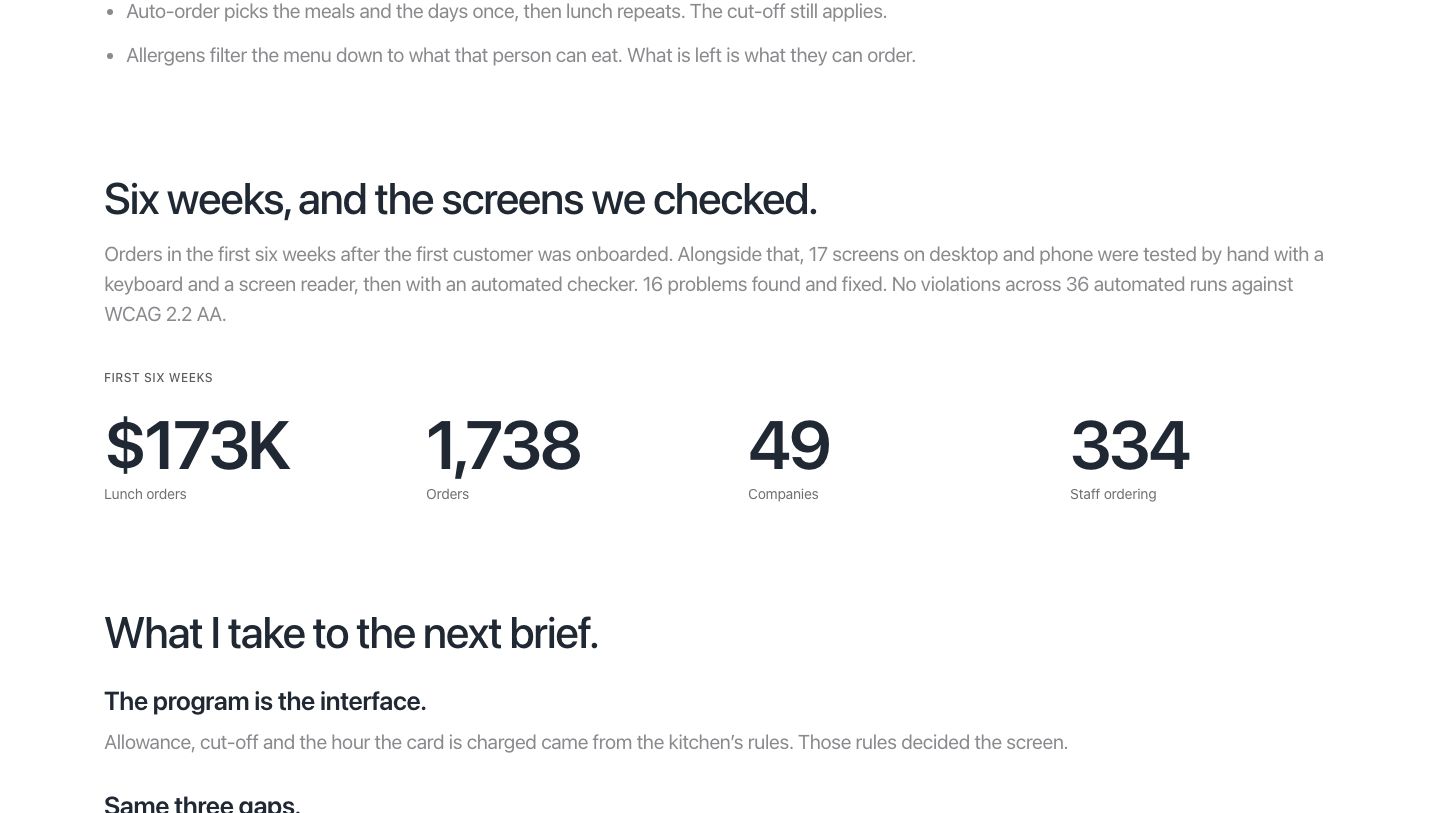 • Auto-order picks the meals and the days once, then lunch repeats. The cut-off still applies.
• Allergens filter the menu down to what that person can eat. What is left is what they can order.
Six weeks, and the screens we checked.
Orders in the first six weeks after the first customer was onboarded. Alongside that, 17 screens on desktop and phone were tested by hand with a
keyboard and a screen reader, then with an automated checker. 16 problems found and fixed. No violations across 36 automated runs against
WCAG 2.2 AA.
FIRST SIX WEEKS
$173K 1,738 49 334
Lunch orders Orders Companies Staff ordering
What I take to the next brief.
The program is the interface.
Allowance, cut-off and the hour the card is charged came from the kitchen’s rules. Those rules decided the screen.
Same three gaps.